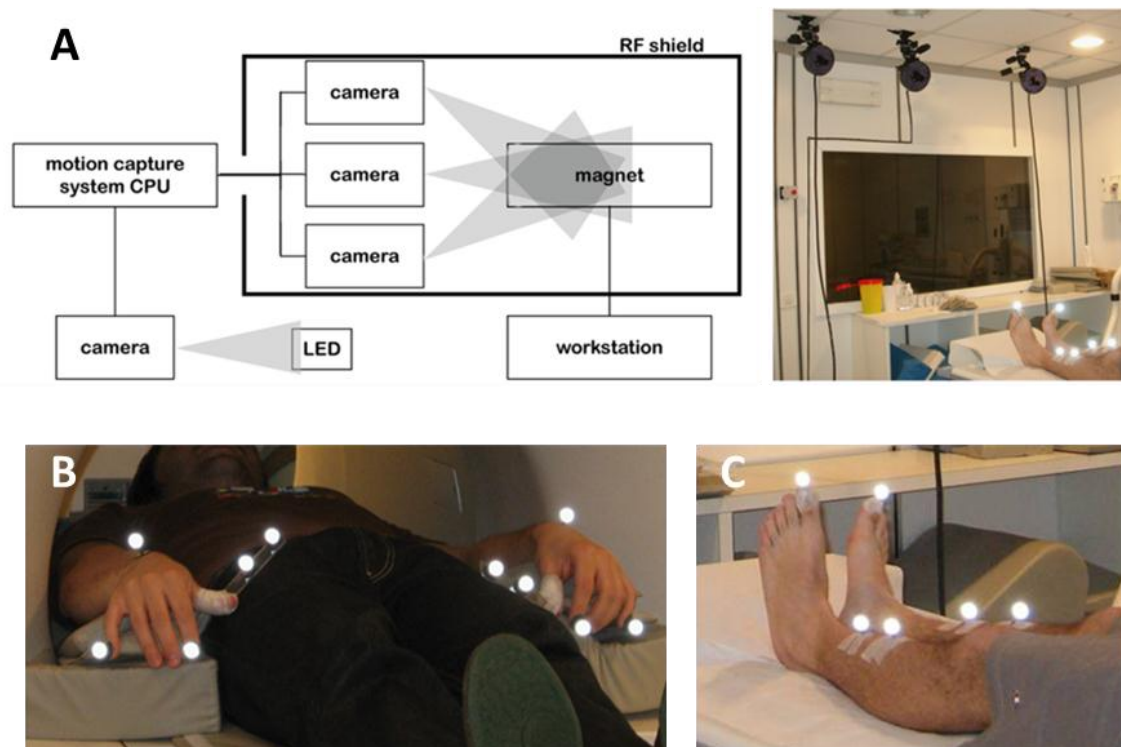 A
RF shield
camera
motion capture
system CPU
camera
magnet
camera
camera
LED
workstation
B
C